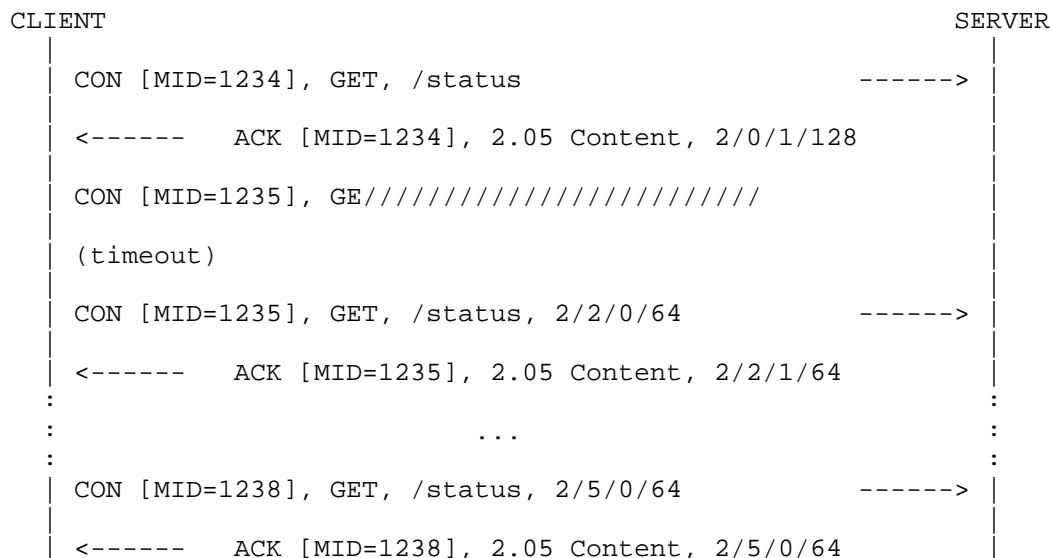 CLIENT                                                     SERVER
  |                                                          |
  | CON [MID=1234], GET, /status                     ------> |
  |                                                          |
  | <------   ACK [MID=1234], 2.05 Content, 2/0/1/128        |
  |                                                          |
  | CON [MID=1235], GE/////////////////////////              |
  |                                                          |
  | (timeout)                                                |
  |                                                          |
  | CON [MID=1235], GET, /status, 2/2/0/64           ------> |
  |                                                          |
  | <------   ACK [MID=1235], 2.05 Content, 2/2/1/64         |
  :                                                          :
  :                          ...                             :
  :                                                          :
  | CON [MID=1238], GET, /status, 2/5/0/64           ------> |
  |                                                          |
  | <------   ACK [MID=1238], 2.05 Content, 2/5/0/64         |